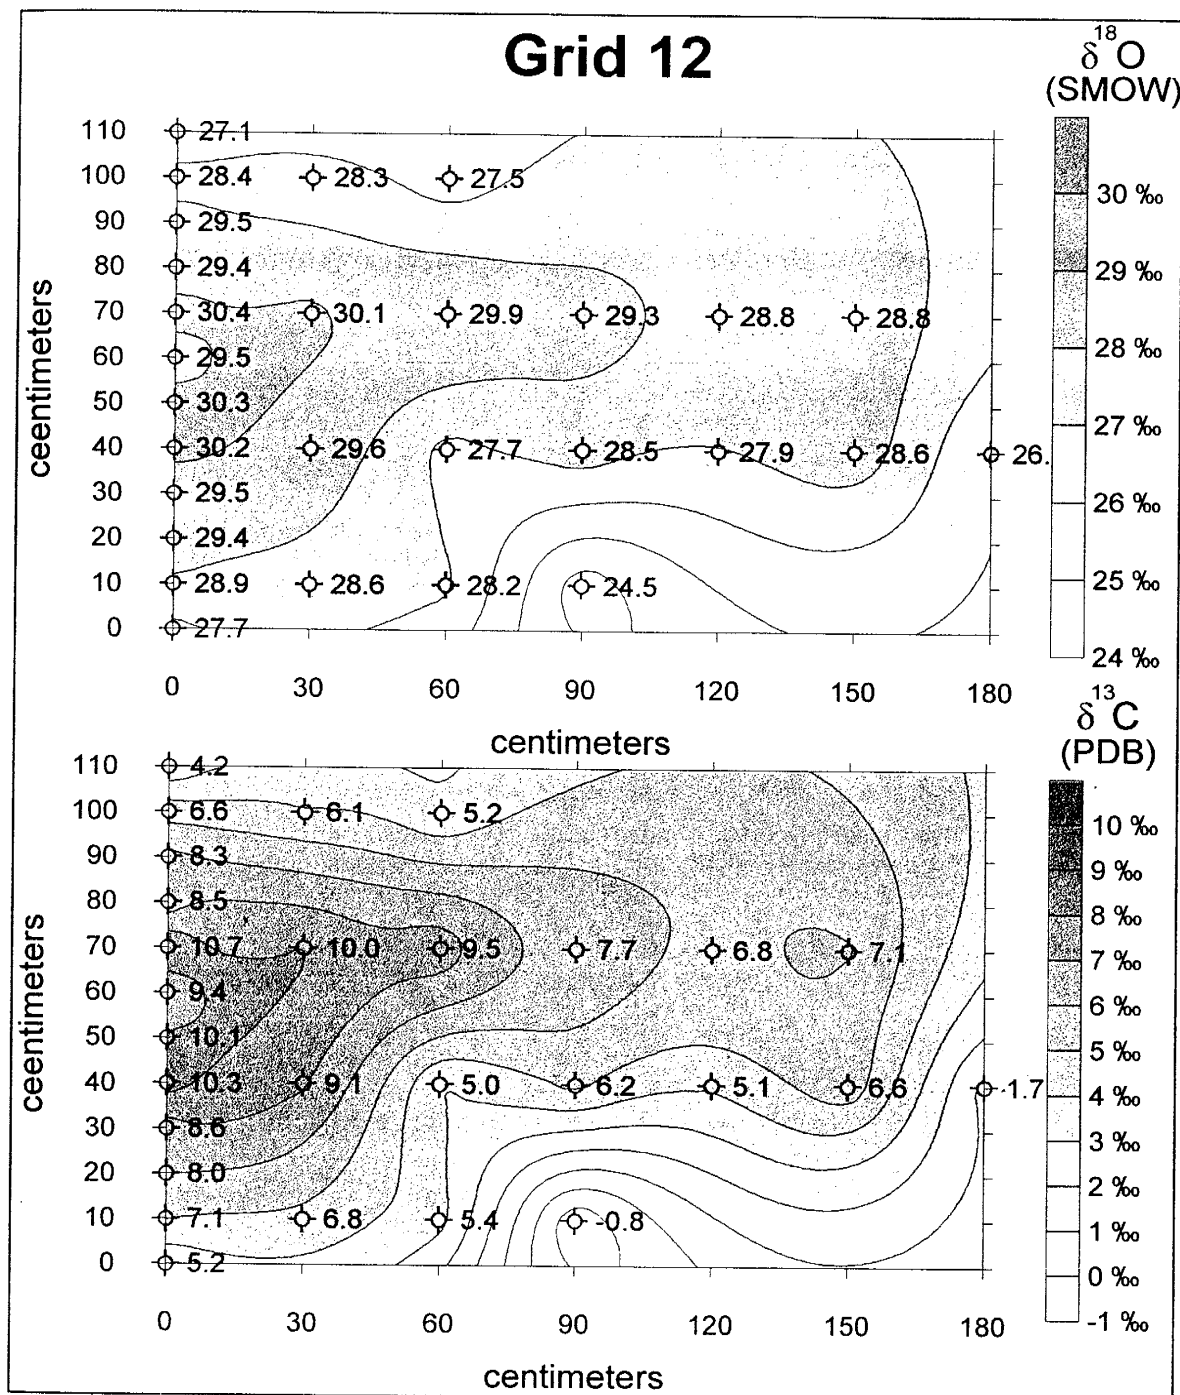 Grid 12
δ18O
(SMOW)
110 27.1
100 28.4 28.3 27.5
90 29.5
80 29.4
70 30.4 30.1 29.9 29.3 28.8 28.8
60 29.5
50 30.3
40 30.2 29.6 27.7 28.5 27.9 28.6 26.
30 29.5
20 29.4
10 28.9 28.6 28.2 24.5
0 27.7
ceentimeters
0 30 60 90 120 150 180
centimeters
30 ‰
29 ‰
28 ‰
27 ‰
26 ‰
25 ‰
24 ‰
δ13C
(PDB)
110 4.2
100 6.6 6.1 5.2
90 8.3
80 8.5
70 10.7 10.0 9.5 7.7 6.8 7.1
60 9.4
50 10.1
40 10.3 9.1 5.0 6.2 5.1 6.6 1.7
30 8.6
20 8.0
10 7.1 6.8 5.4 -0.8
0 5.2
ceentimeters
0 30 60 90 120 150 180
centimeters
10 ‰
9 ‰
8 ‰
7 ‰
6 ‰
5 ‰
4 ‰
3 ‰
2 ‰
1 ‰
0 ‰
-1 ‰